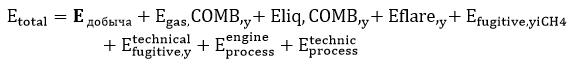 E_total = E_добыча + E_gas,COMB,y + Eliq, COMB,y + Eflare,y + E_fugitive,yiCH4
+ E^technical_fugitive,y + E^engine_process + E^technic_process